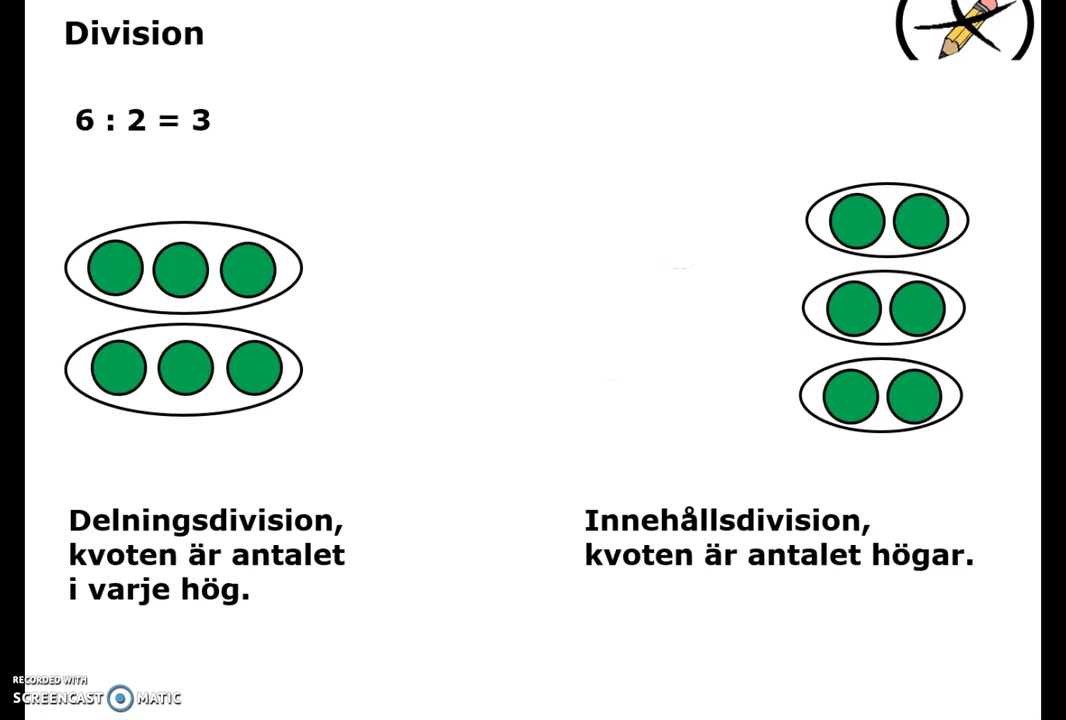 Division
6 : 2 = 3
Delningsdivision,
kvoten är antalet
i varje hög.
Innehållsdivision,
kvoten är antalet högar.
RECORDED WITH
SCREENCAST MATIC